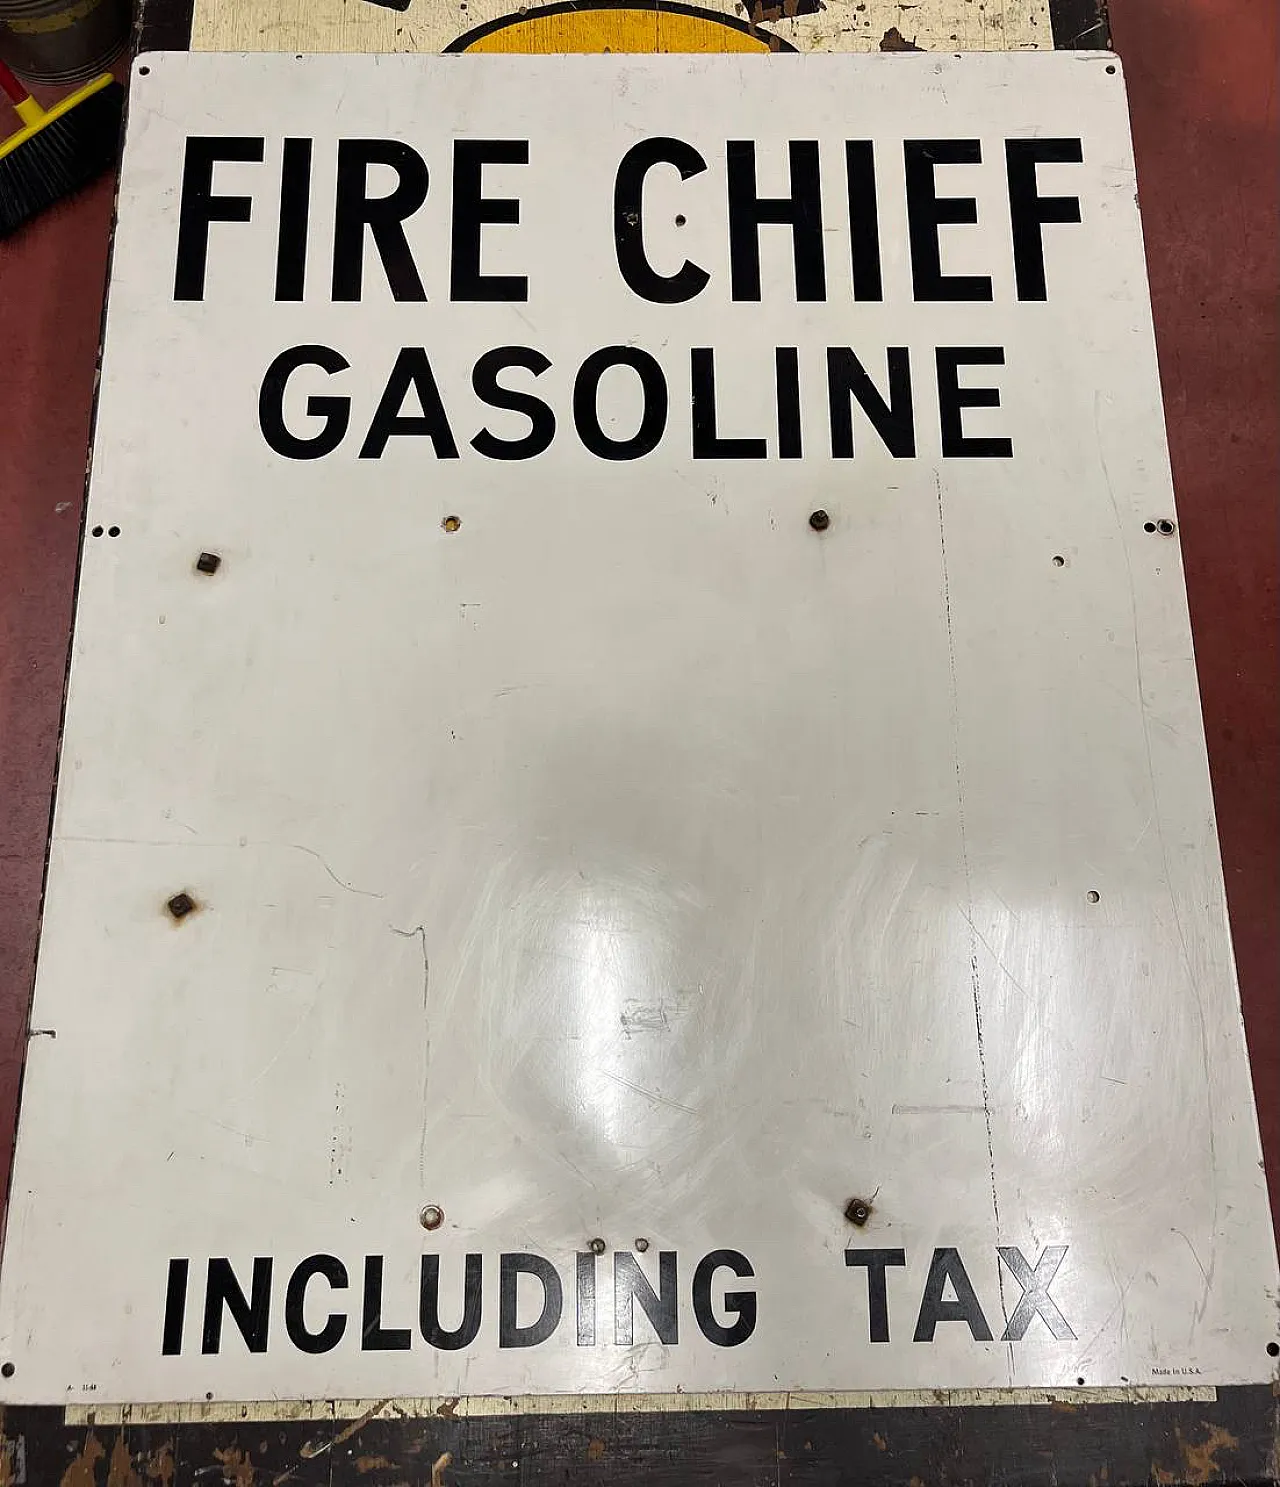 FIRE CHIEF
GASOLINE
INCLUDING TAX
Made in U.S.A.